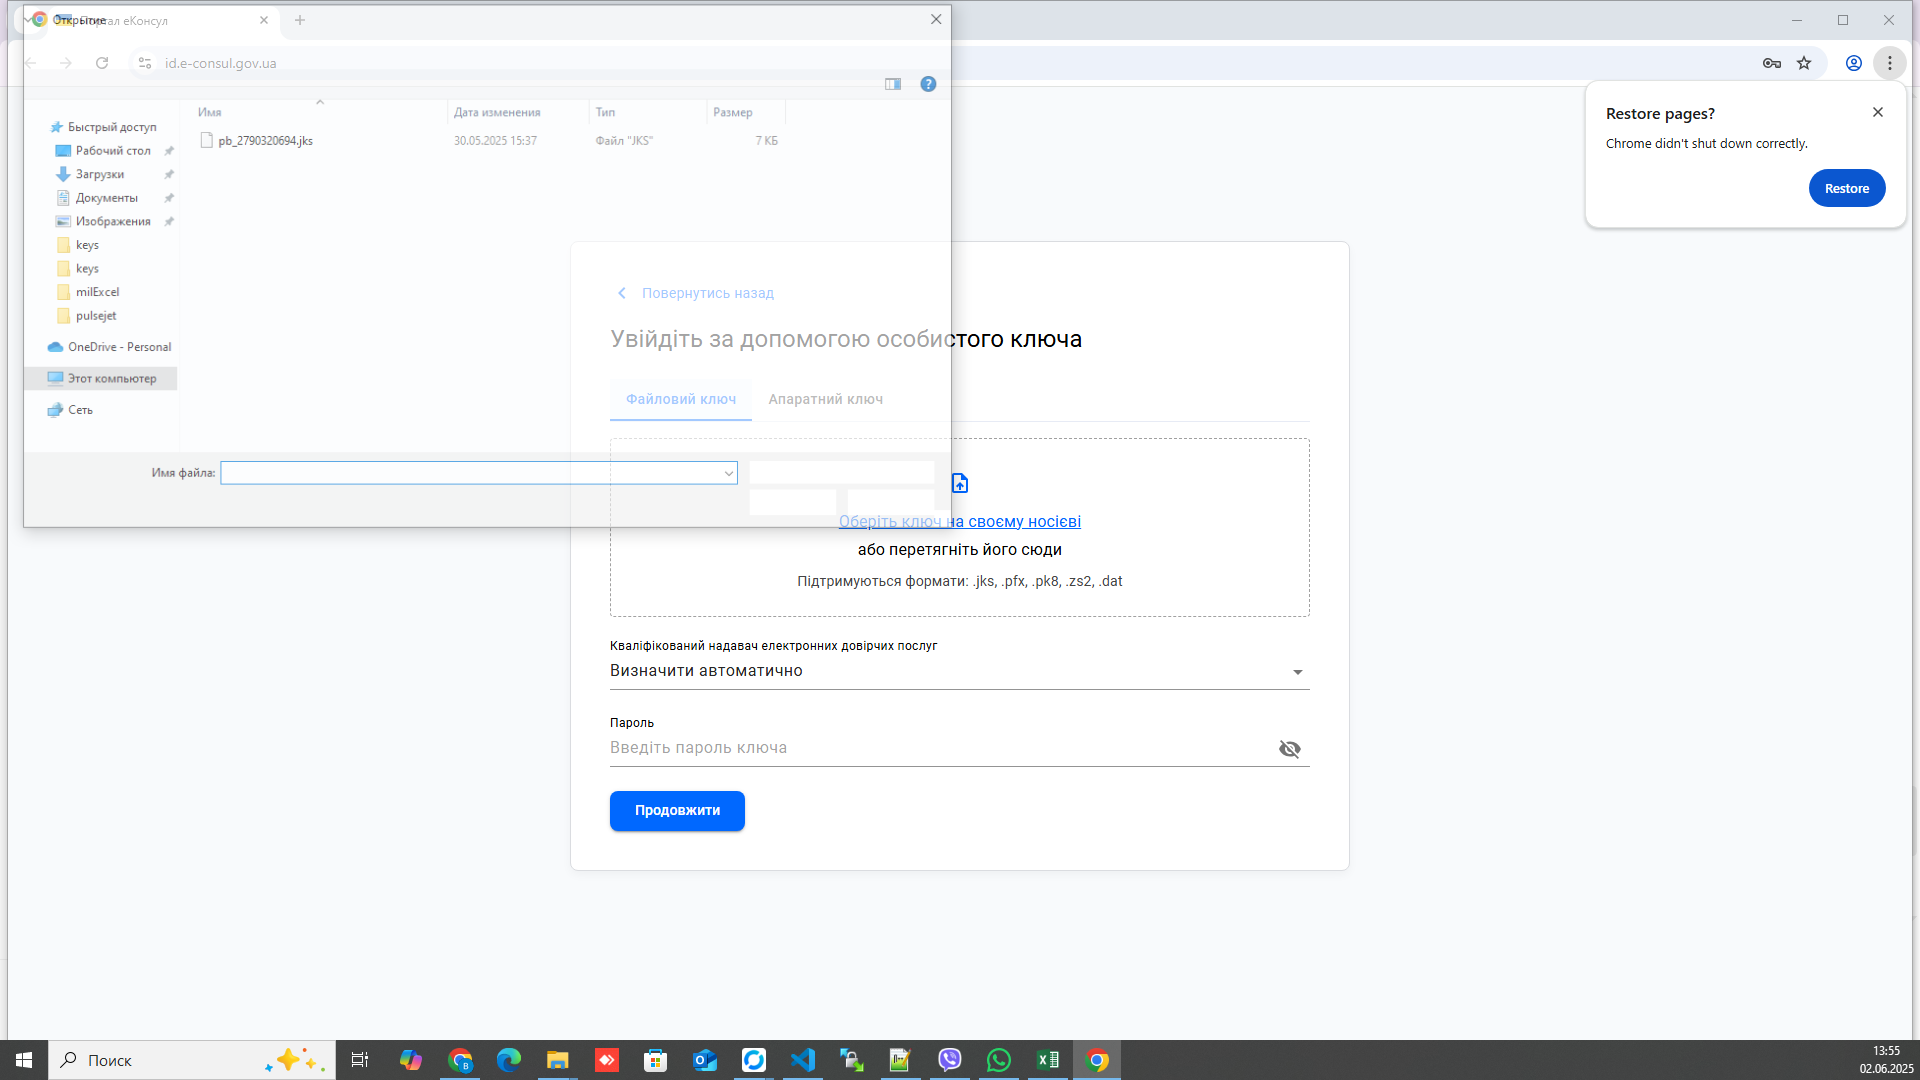 Открытие
Портал еКонсул
id.e-consul.gov.ua
Restore pages?
Chrome didn't shut down correctly.
Restore
Имя
Дата изменения
Тип
Размер
pb_2790320694.jks
30.05.2025 15:37
Файл "JKS"
7 КБ
Быстрый доступ
Рабочий стол
Загрузки
Документы
Изображения
keys
keys
milExcel
pulsejet
OneDrive - Personal
Этот компьютер
Сеть
Имя файла:
Повернутись назад
Увійдіть за допомогою особистого ключа
Файловий ключ
Апаратний ключ
Оберіть ключ на своєму носієві
або перетягніть його сюди
Підтримуються формати: .jks, .pfx, .pk8, .zs2, .dat
Кваліфікований надавач електронних довірчих послуг
Визначити автоматично
Пароль
Введіть пароль ключа
Продовжити
Поиск
13:55
02.06.2025